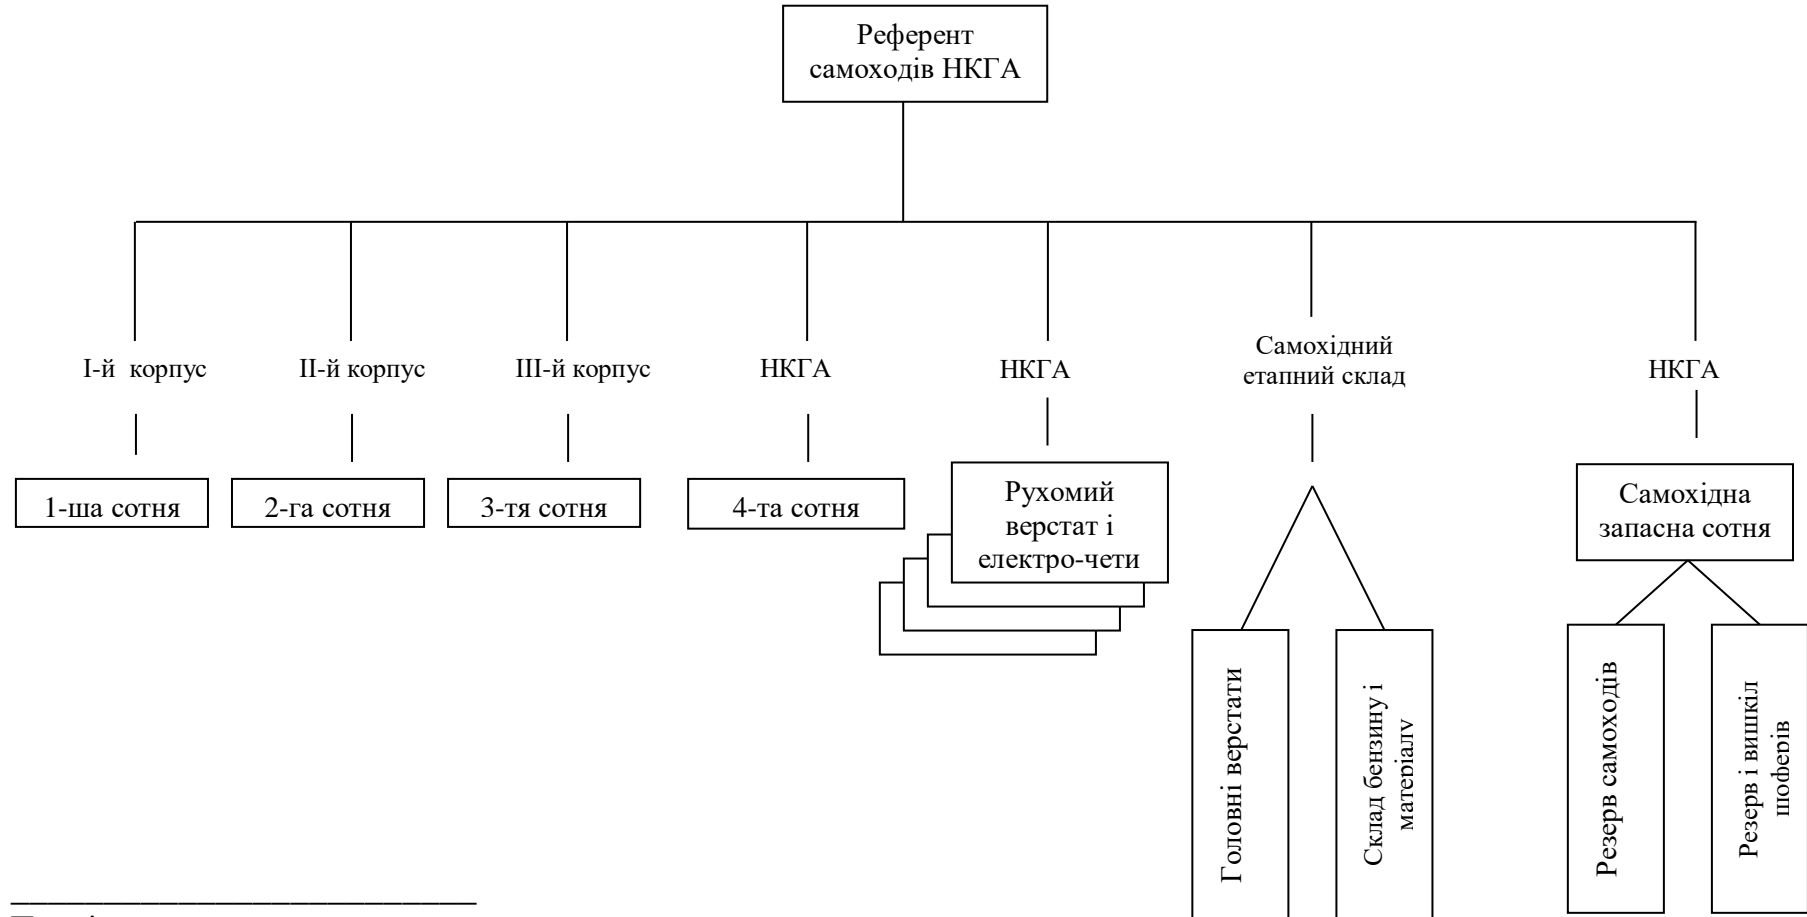 Референт
самоходів НКГА
І-й корпус
ІІ-й корпус
ІІІ-й корпус
НКГА
НКГА
Самохідний
етапний склад
НКГА
1-ша сотня
2-га сотня
3-тя сотня
4-та сотня
Рухомий
верстат і
електро-чети
Самохідна
запасна сотня
Головні верстати
Склад бензину і
матеріалу
Резерв самоходів
Резерв і вишкіл
шоферів